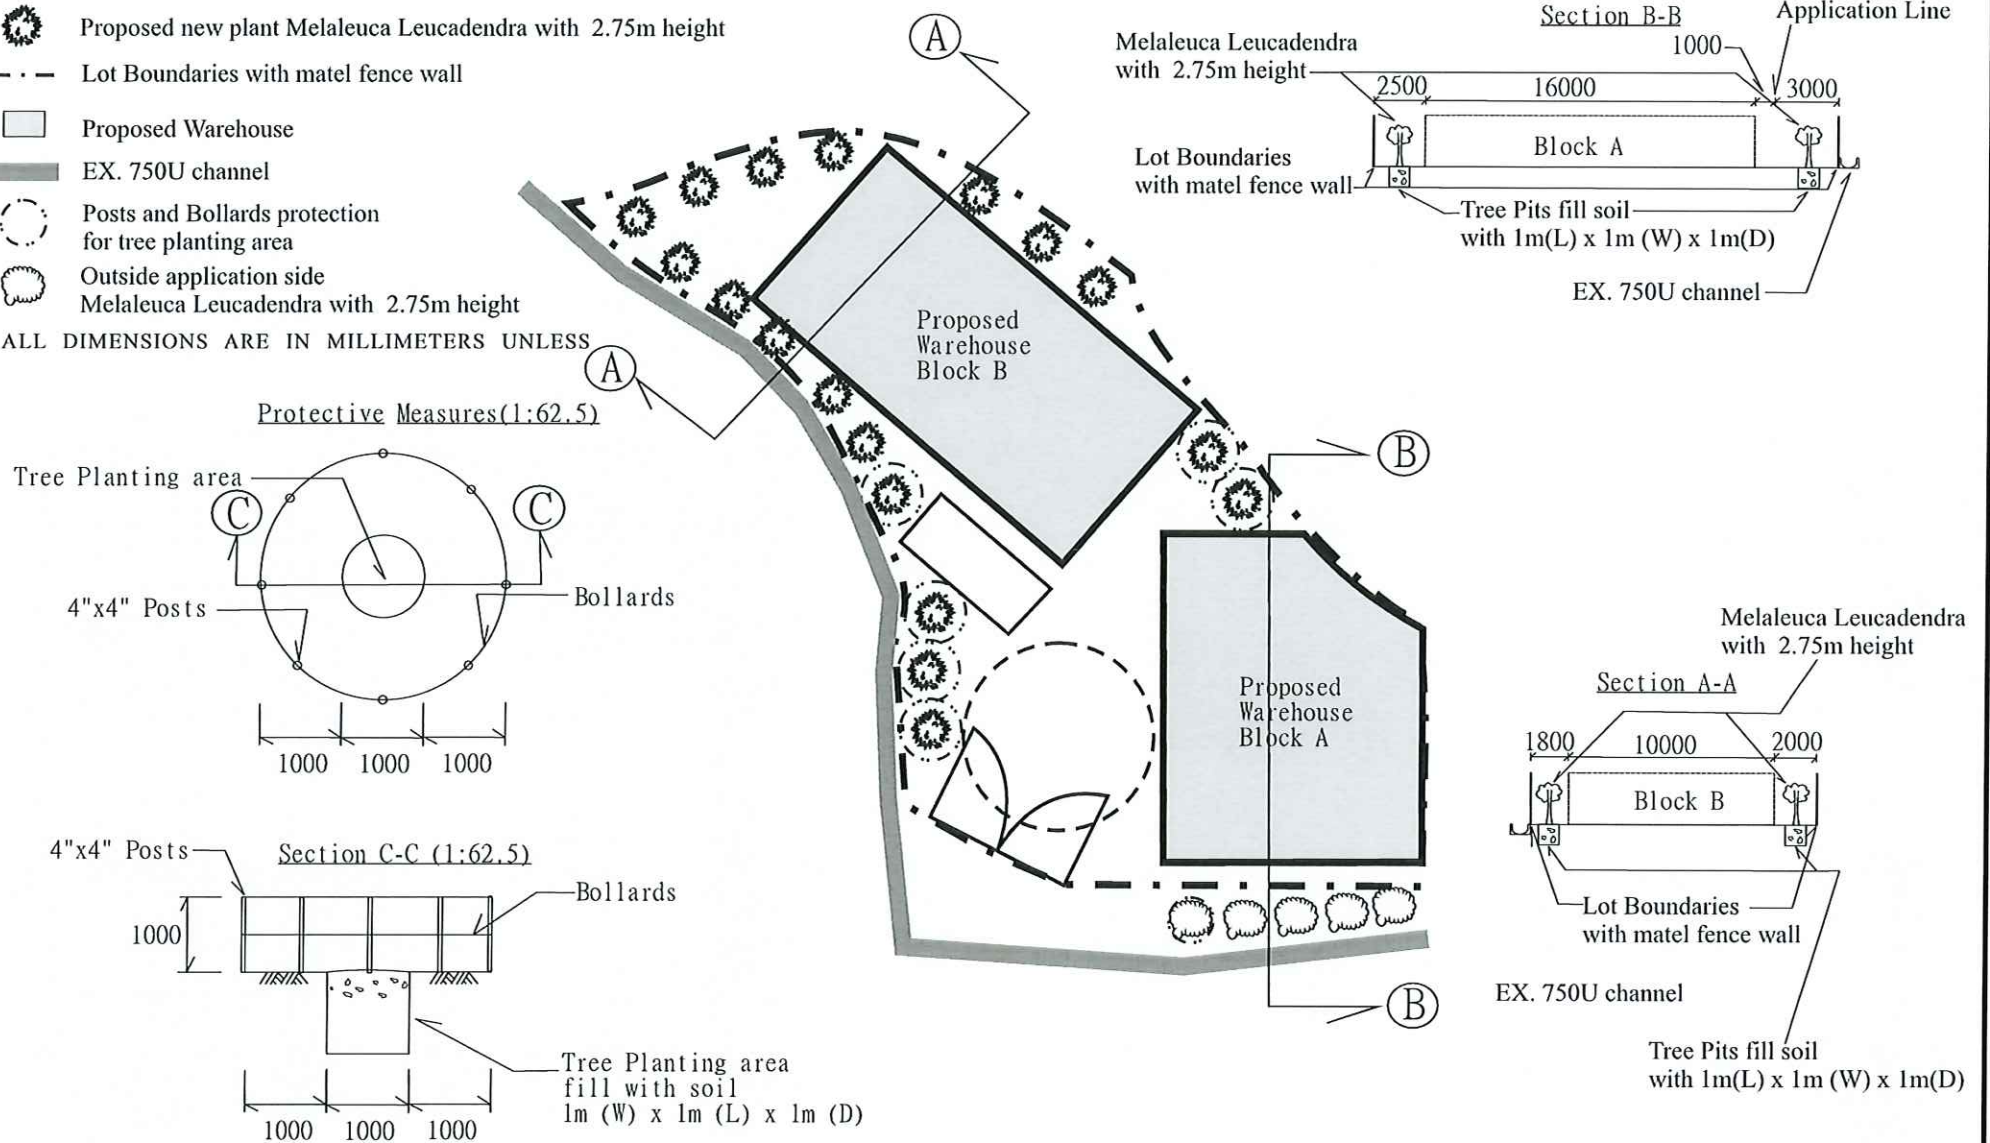 Proposed new plant Melaleuca Leucadendra with 2.75m height
Lot Boundaries with matel fence wall
Proposed Warehouse
EX. 750U channel
Posts and Bollards protection
for tree planting area
Outside application side
Melaleuca Leucadendra with 2.75m height
ALL DIMENSIONS ARE IN MILLIMETERS UNLESS
Protective Measures(1:62.5)
Tree Planting area
C
C
4"x4" Posts
Bollards
1000
1000
1000
4"x4" Posts
Section C-C (1:62.5)
Bollards
1000
Tree Planting area
fill with soil
1m (W) x 1m (L) x 1m (D)
1000
1000
1000
A
A
Proposed
Warehouse
Block B
B
Proposed
Warehouse
Block A
B
Section B-B
Application Line
1000
Melaleuca Leucadendra
with 2.75m height
2500
16000
3000
Block A
Lot Boundaries
with matel fence wall
Tree Pits fill soil
with 1m(L) x 1m (W) x 1m(D)
EX. 750U channel
Melaleuca Leucadendra
with 2.75m height
Section A-A
1800
10000
2000
Block B
Lot Boundaries
with matel fence wall
EX. 750U channel
Tree Pits fill soil
with 1m(L) x 1m (W) x 1m(D)